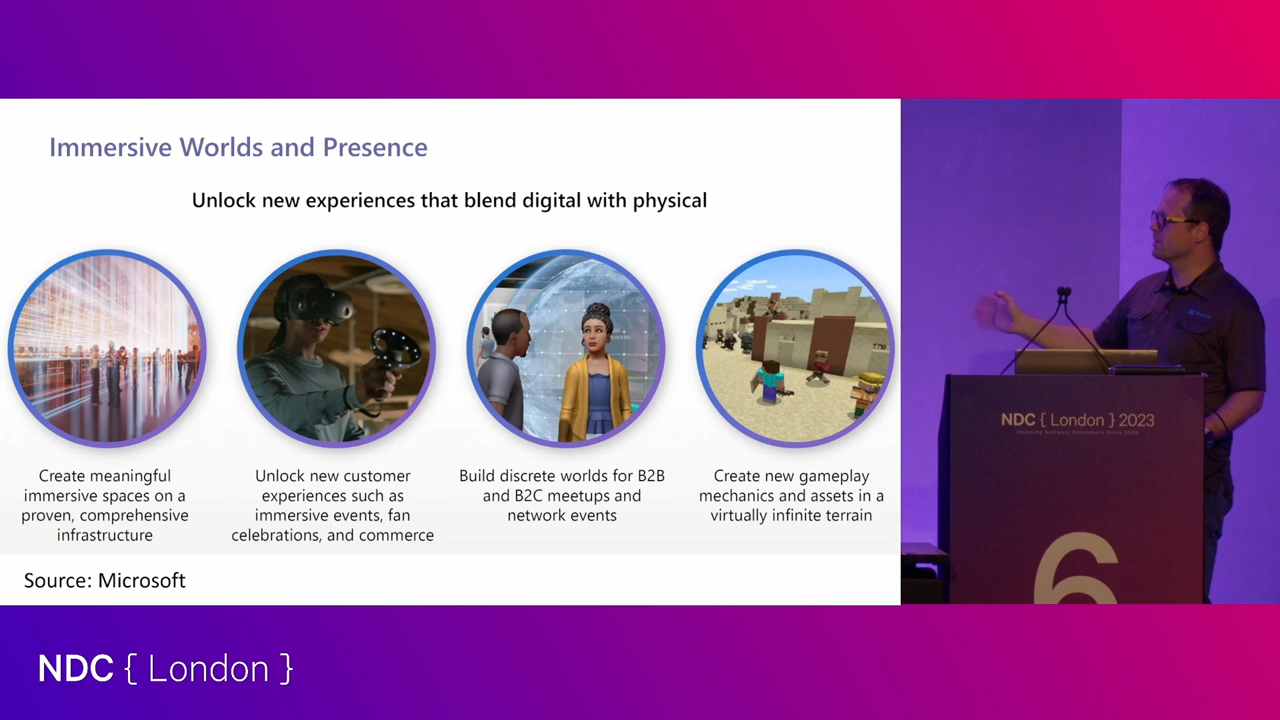 Immersive Worlds and Presence
Unlock new experiences that blend digital with physical
Create meaningful
immersive spaces on a
proven, comprehensive
infrastructure
Unlock new customer
experiences such as
immersive events, fan
celebrations, and commerce
Build discrete worlds for B2B
and B2C meetups and
network events
Create new gameplay
mechanics and assets in a
virtually infinite terrain
Source: Microsoft
NDC { London } 2023
6
NDC { London }